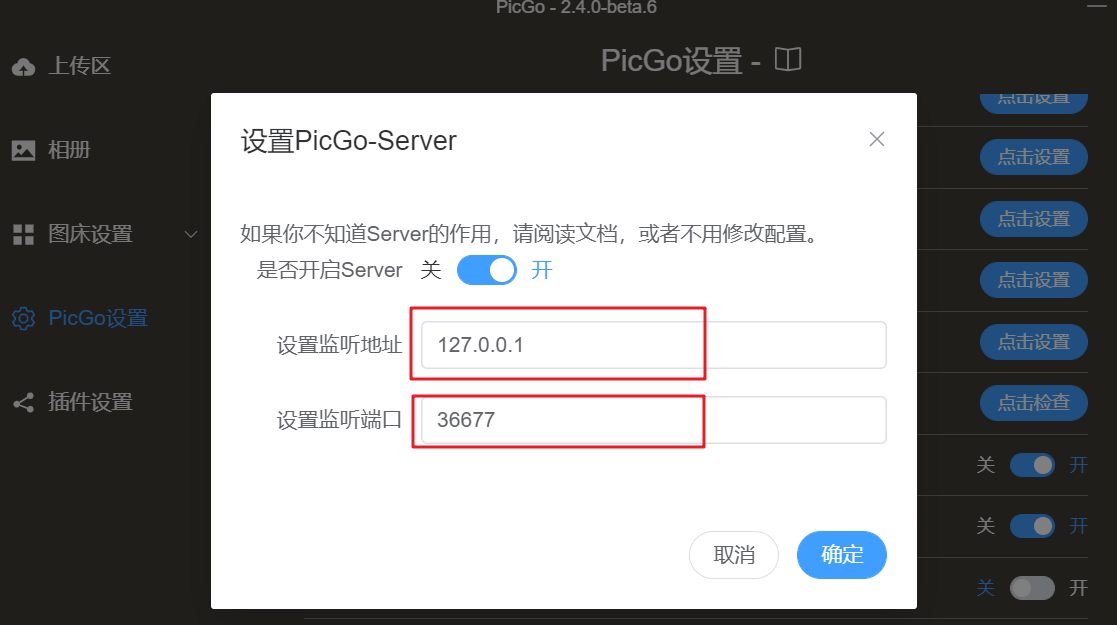 PicGo - 2.4.0-beta.6
上传区
PicGo设置 -
点击设置
设置PicGo-Server
相册
点击设置
点击设置
图床设置
如果你不知道Server的作用，请阅读文档，或者不用修改配置。
是否开启Server 关 开
点击设置
PicGo设置
设置监听地址 127.0.0.1
点击设置
插件设置
设置监听端口 36677
点击检查
关 开
关 开
取消 确定
关 开